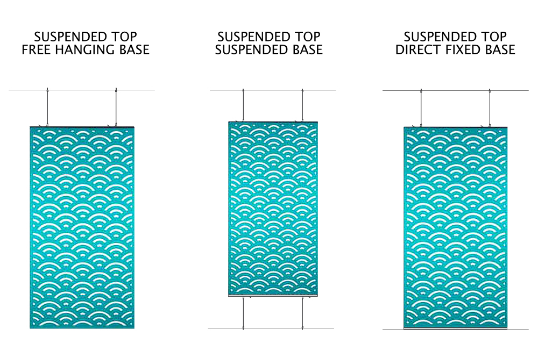 SUSPENDED TOP
FREE HANGING BASE
SUSPENDED TOP
SUSPENDED BASE
SUSPENDED TOP
DIRECT FIXED BASE